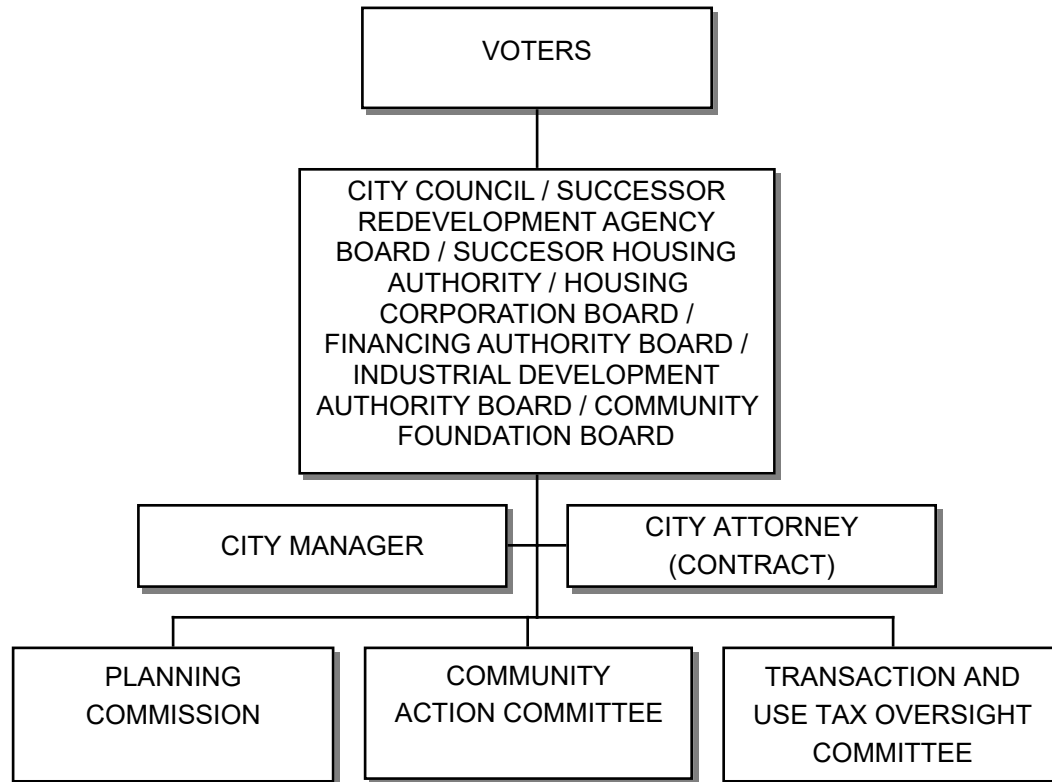 VOTERS
CITY COUNCIL / SUCCESSOR
REDEVELOPMENT AGENCY
BOARD / SUCCESOR HOUSING
AUTHORITY / HOUSING
CORPORATION BOARD /
FINANCING AUTHORITY BOARD /
INDUSTRIAL DEVELOPMENT
AUTHORITY BOARD / COMMUNITY
FOUNDATION BOARD
CITY MANAGER
CITY ATTORNEY
(CONTRACT)
PLANNING
COMMISSION
COMMUNITY
ACTION COMMITTEE
TRANSACTION AND
USE TAX OVERSIGHT
COMMITTEE